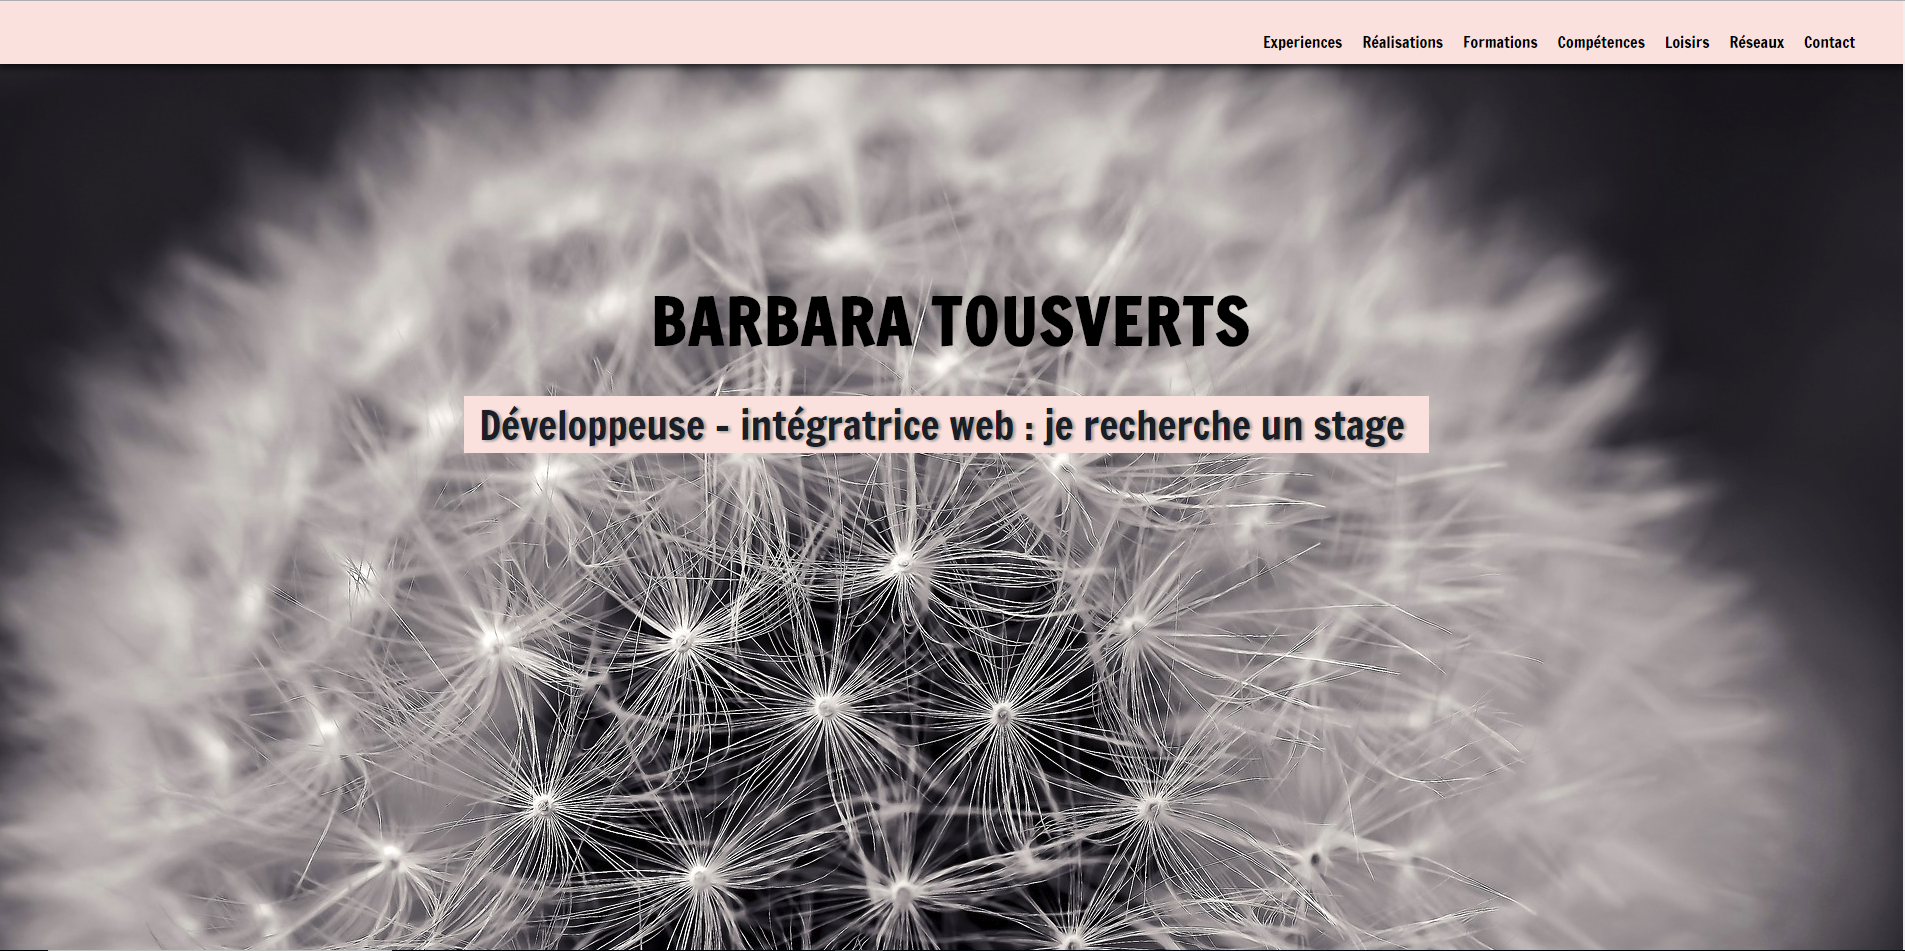 Experiences Réalisations Formations Compétences Loisirs Réseaux Contact
BARBARA TOUSVERTS
Développeuse - intégratrice web : je recherche un stage